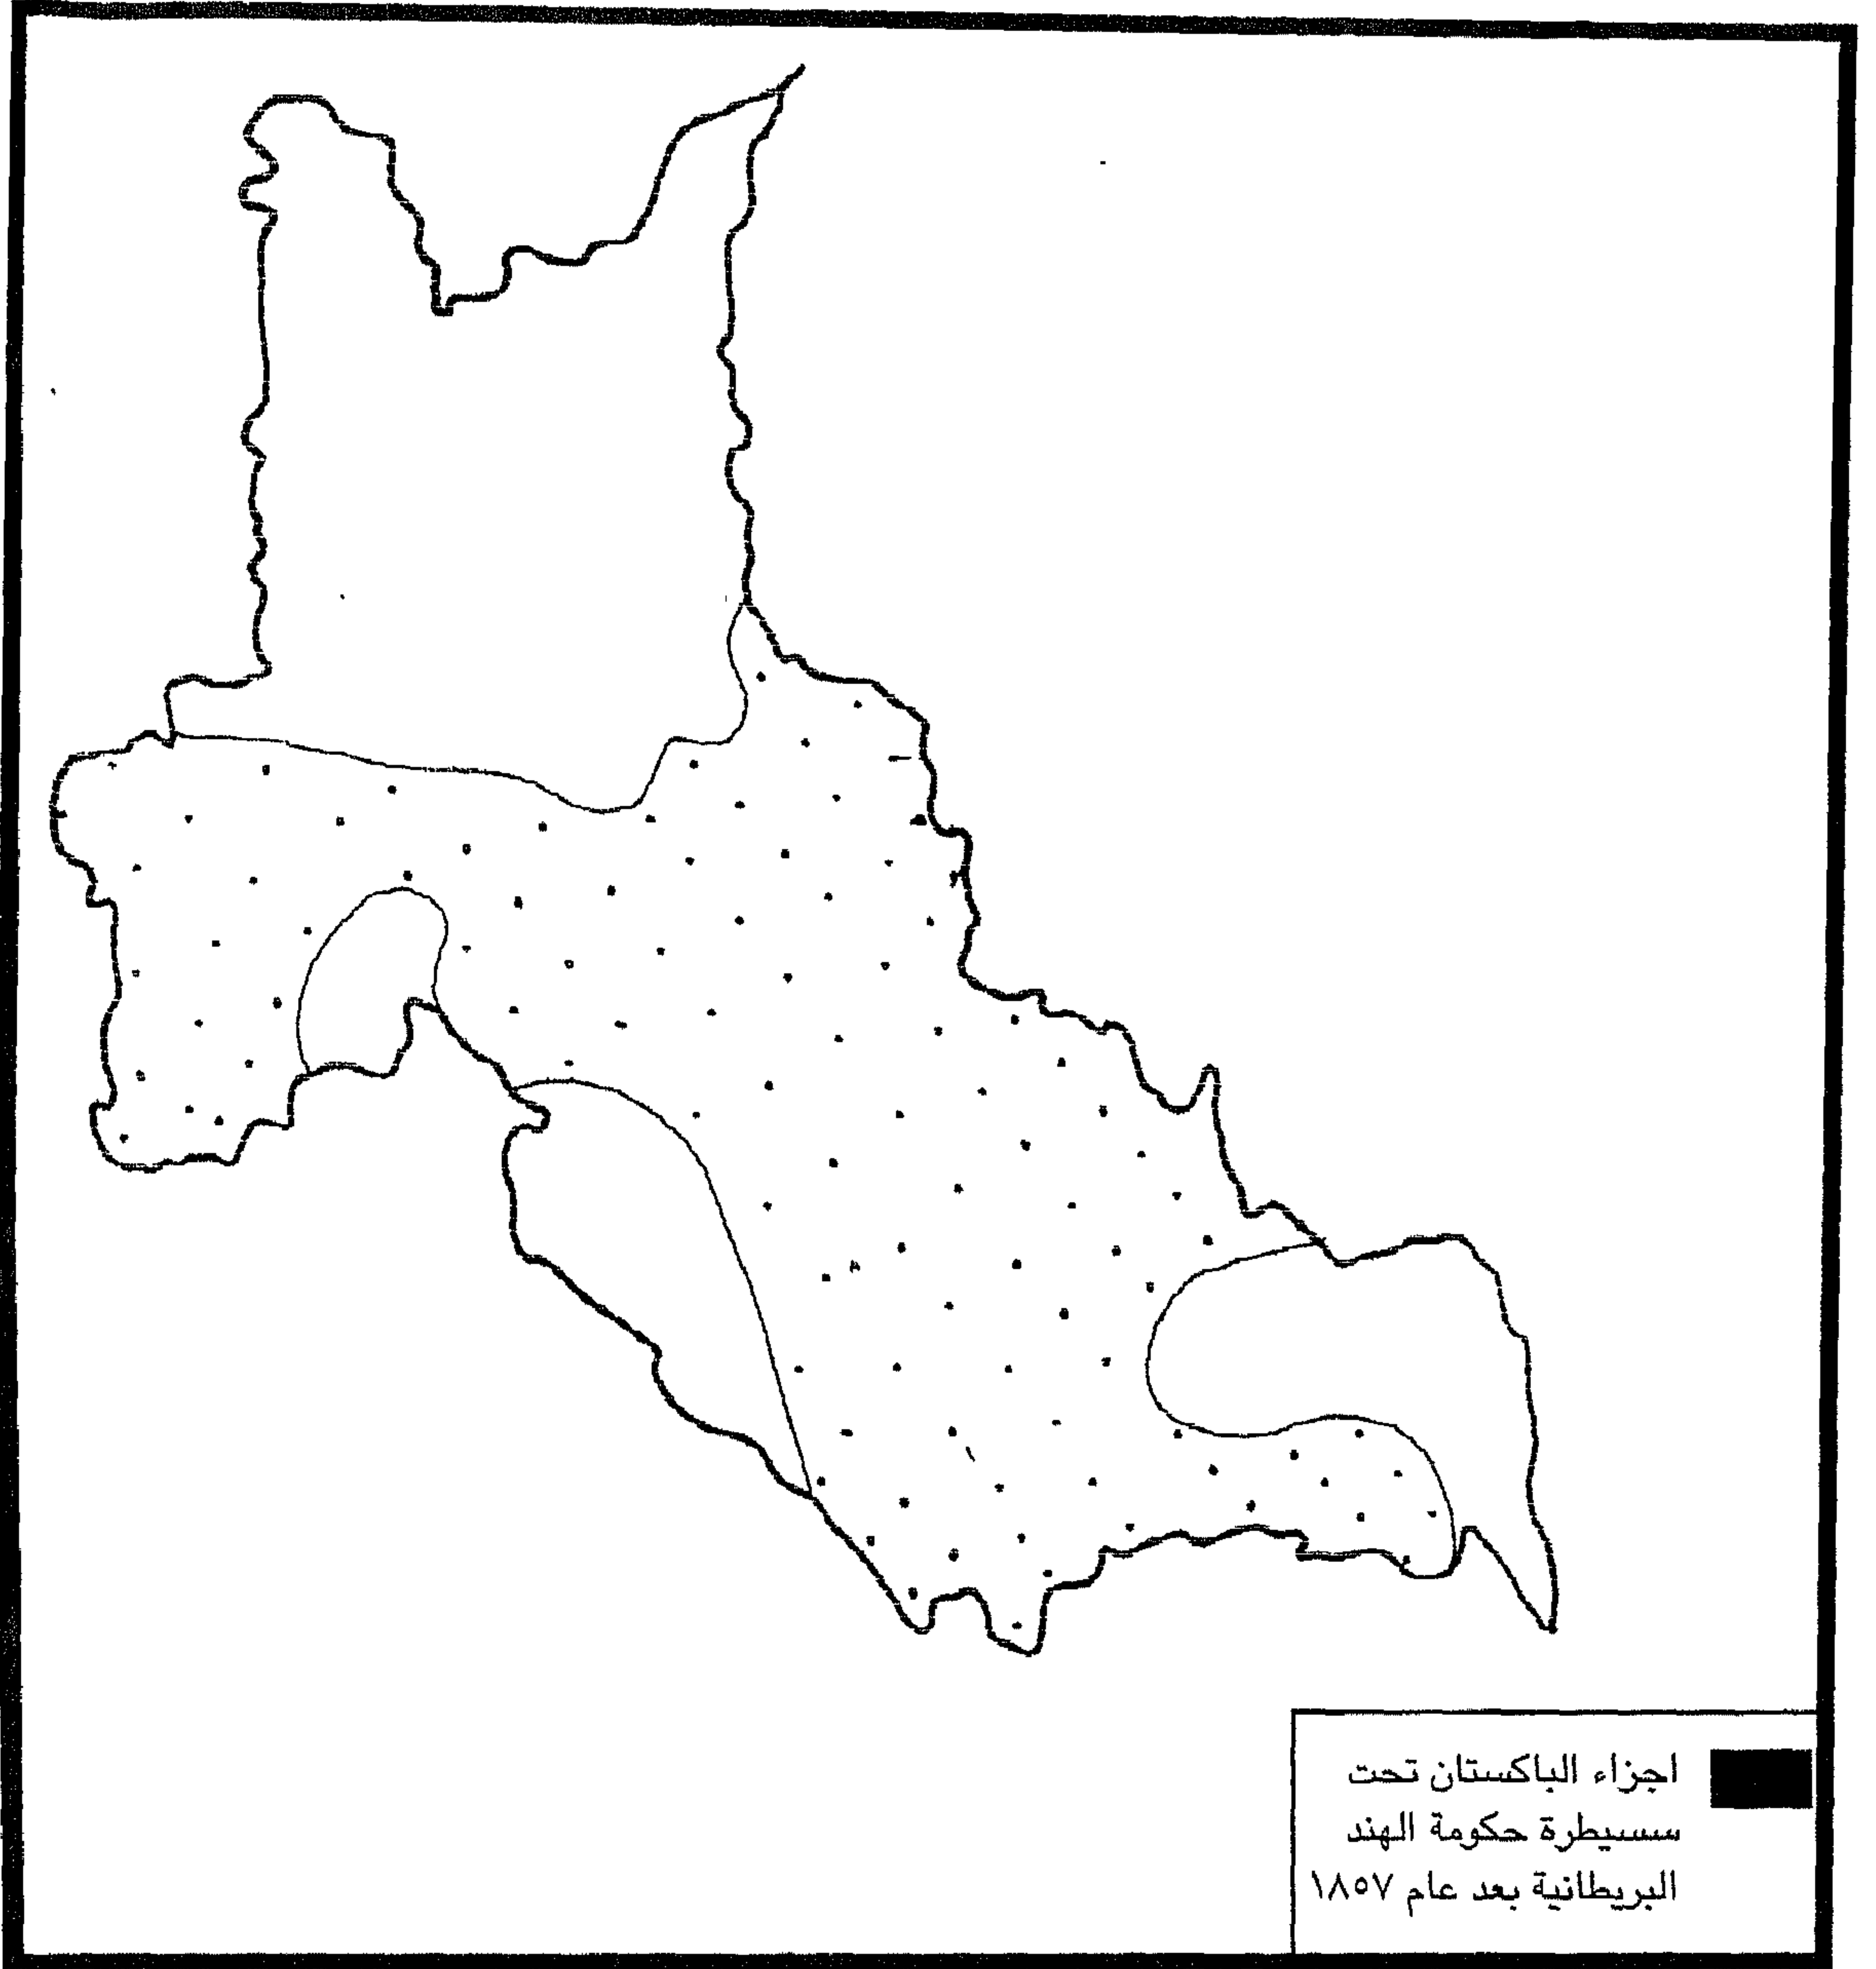 اجزاء الباكستان تحت
سسيطرة حكومة الهند
البريطانية بعد عام ١٨٥٧